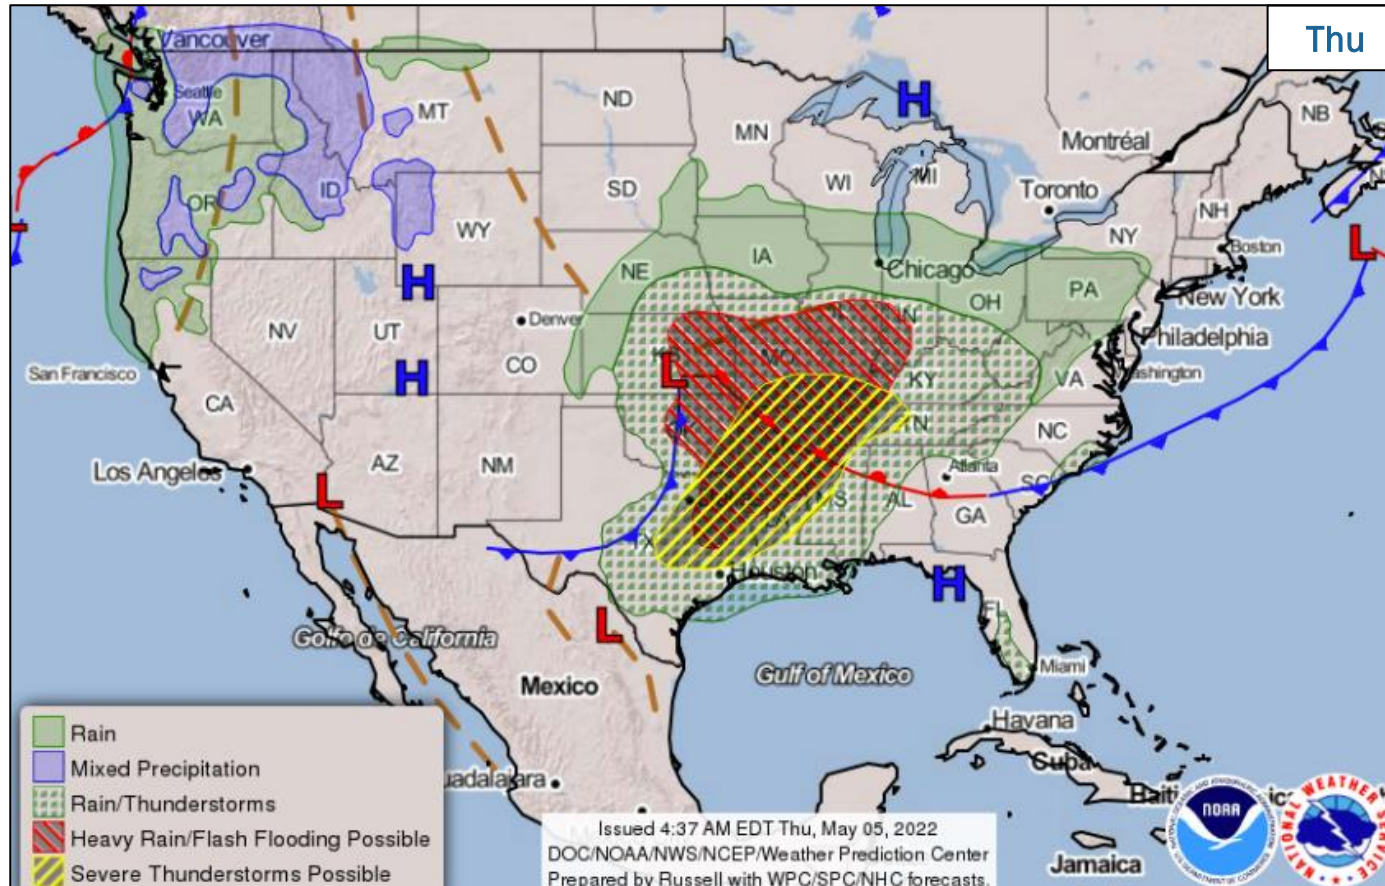 Thu
Vancouver
Seattle
WA
MT
ND
MN
Montréal
NB
OR
ID
SD
WI
MI
Toronto
NH
WY
NY
Boston
NE
IA
Chicago
H
H
PA
New York
OH
NV
UT
Denver
IN
MO
Philadelphia
L
San Francisco
H
CO
KY
VA
Washington
L
CA
TN
NC
Los Angeles
AZ
NM
Atlanta
SC
L
MS
AL
GA
TX
Houston
H
FL
Golfo de California
L
Miami
Gulf of Mexico
Mexico
Havana
Cuba
Rain
Mixed Precipitation
Rain/Thunderstorms
Heavy Rain/Flash Flooding Possible
Severe Thunderstorms Possible
uadalajara
Issued 4:37 AM EDT Thu, May 05, 2022
DOC/NOAA/NWS/NCEP/Weather Prediction Center
Prepared by Russell with WPC/SPC/NHC forecasts.
Jamaica
NOAA
NATIONAL WEATHER SERVICE